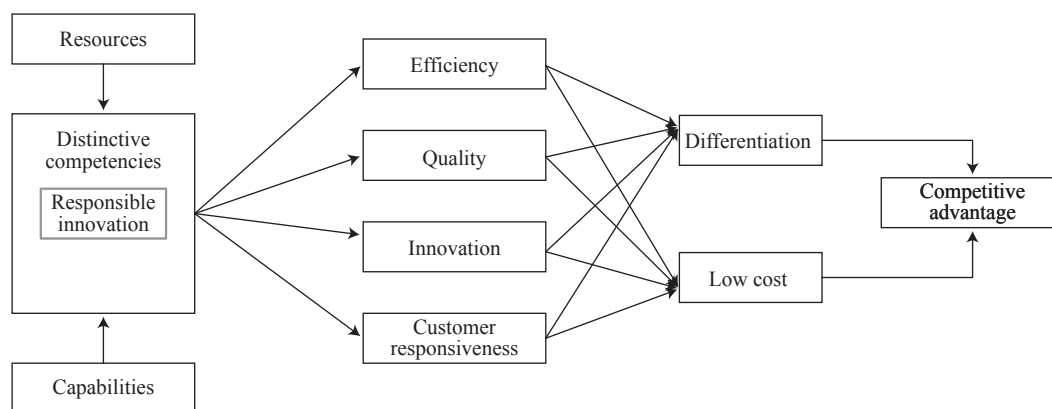 Resources
Distinctive
competencies
Responsible
innovation
Capabilities
Efficiency
Quality
Innovation
Customer
responsiveness
Differentiation
Low cost
Competitive
advantage